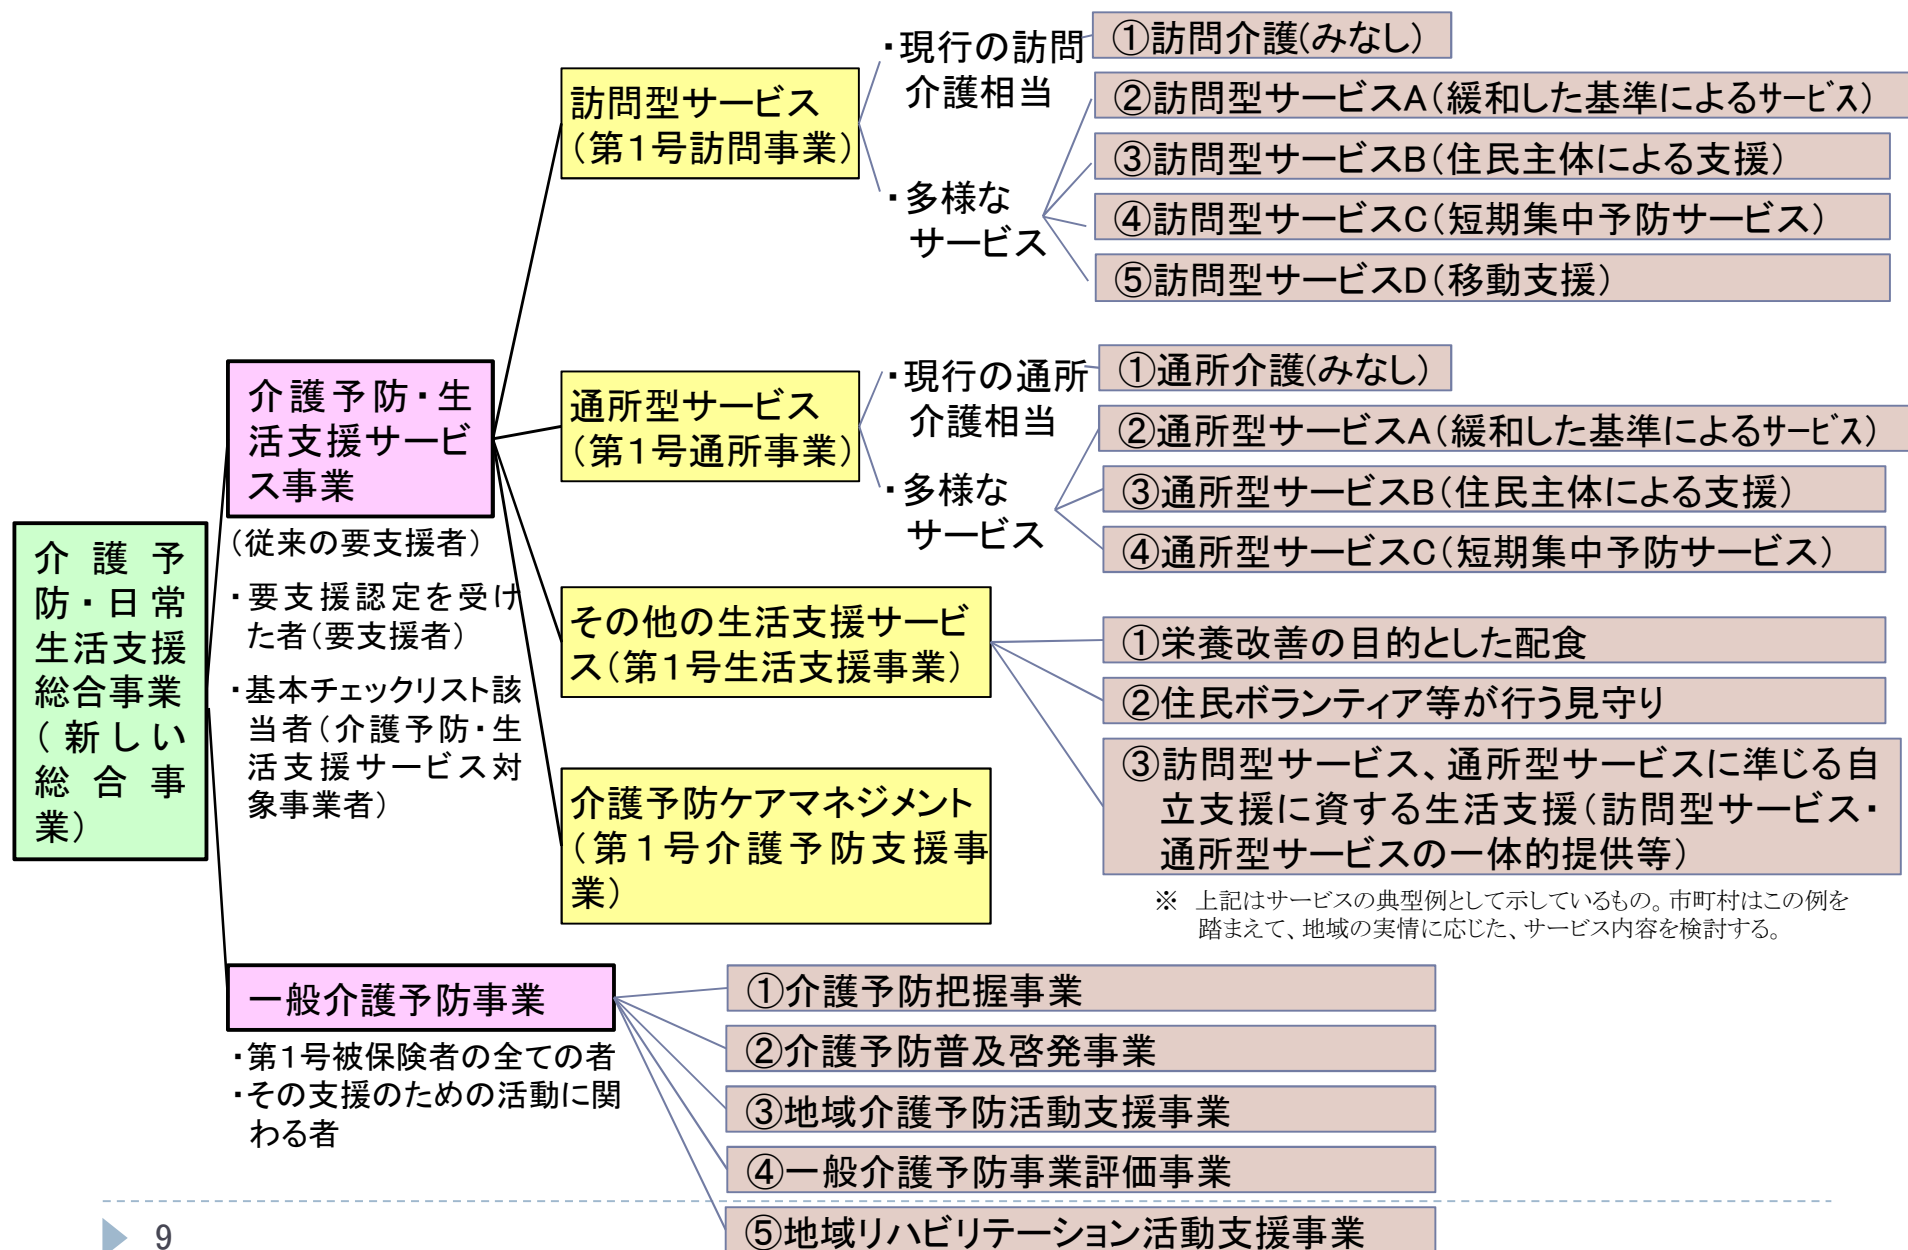 介護予
防・日常
生活支援
総合事業
(新しい
総合事
業)
介護予防・生
活支援サービ
ス事業
(従来の要支援者)
・要支援認定を受け
た者(要支援者)
・基本チェックリスト該
当者(介護予防・生
活支援サービス対
象事業者)
訪問型サービス
(第1号訪問事業)
・現行の訪問
介護相当
①訪問介護(みなし)
・多様な
サービス
②訪問型サービスA(緩和した基準によるサービス)
③訪問型サービスB(住民主体による支援)
④訪問型サービスC(短期集中予防サービス)
⑤訪問型サービスD(移動支援)
通所型サービス
(第1号通所事業)
・現行の通所
介護相当
①通所介護(みなし)
・多様な
サービス
②通所型サービスA(緩和した基準によるサービス)
③通所型サービスB(住民主体による支援)
④通所型サービスC(短期集中予防サービス)
その他の生活支援サービ
ス(第1号生活支援事業)
①栄養改善の目的とした配食
②住民ボランティア等が行う見守り
③訪問型サービス、通所型サービスに準じる自
立支援に資する生活支援(訪問型サービス・
通所型サービスの一体的提供等)
介護予防ケアマネジメント
(第1号介護予防支援事
業)
※ 上記はサービスの典型例として示しているもの。市町村はこの例を
踏まえて、地域の実情に応じた、サービス内容を検討する。
一般介護予防事業
・第1号被保険者の全ての者
・その支援のための活動に関
わる者
①介護予防把握事業
②介護予防普及啓発事業
③地域介護予防活動支援事業
④一般介護予防事業評価事業
⑤地域リハビリテーション活動支援事業
9